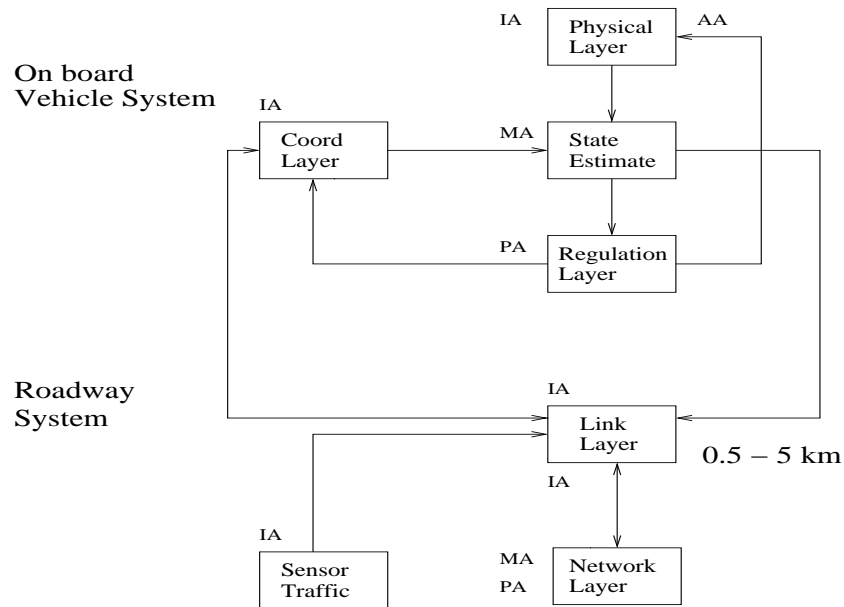 IA
Physical
Layer
AA
On board
Vehicle System
IA
Coord
Layer
MA
State
Estimate
PA
Regulation
Layer
Roadway
System
IA
Link
Layer
0.5 – 5 km
IA
IA
Sensor
Traffic
MA
PA
Network
Layer